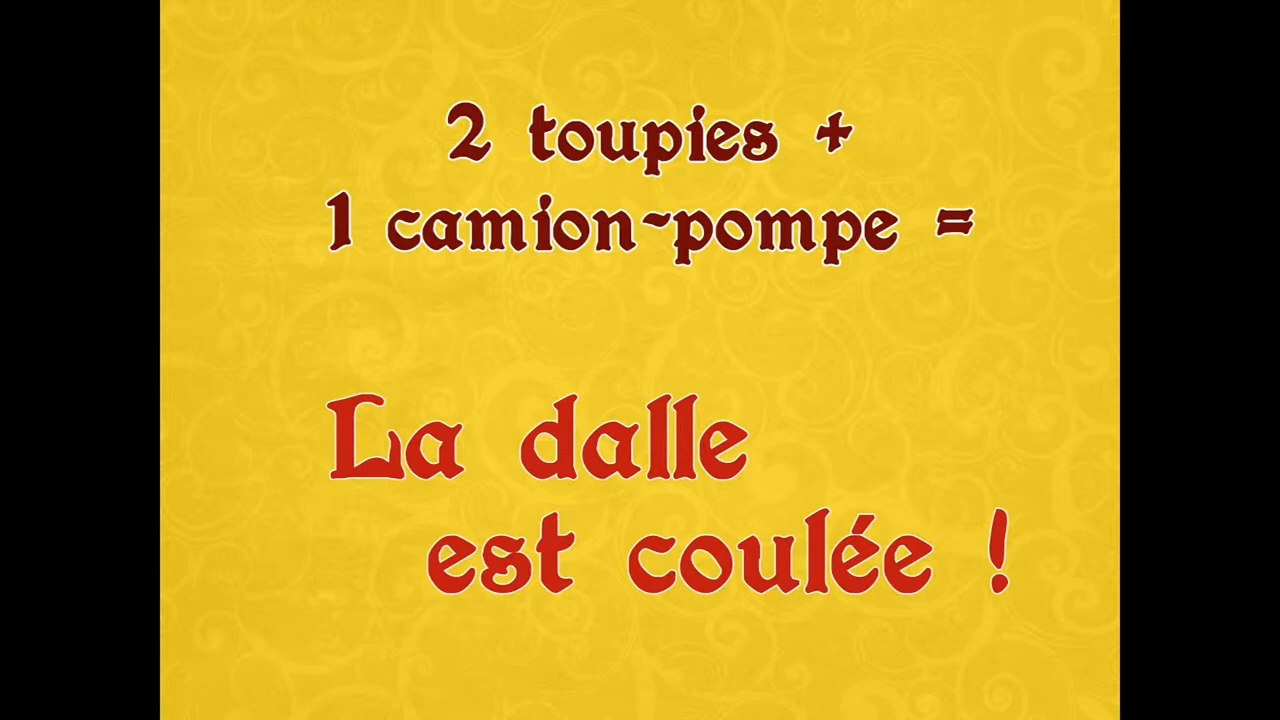 2 toupies +
1 camion-pompe =
La dalle
est coulée !